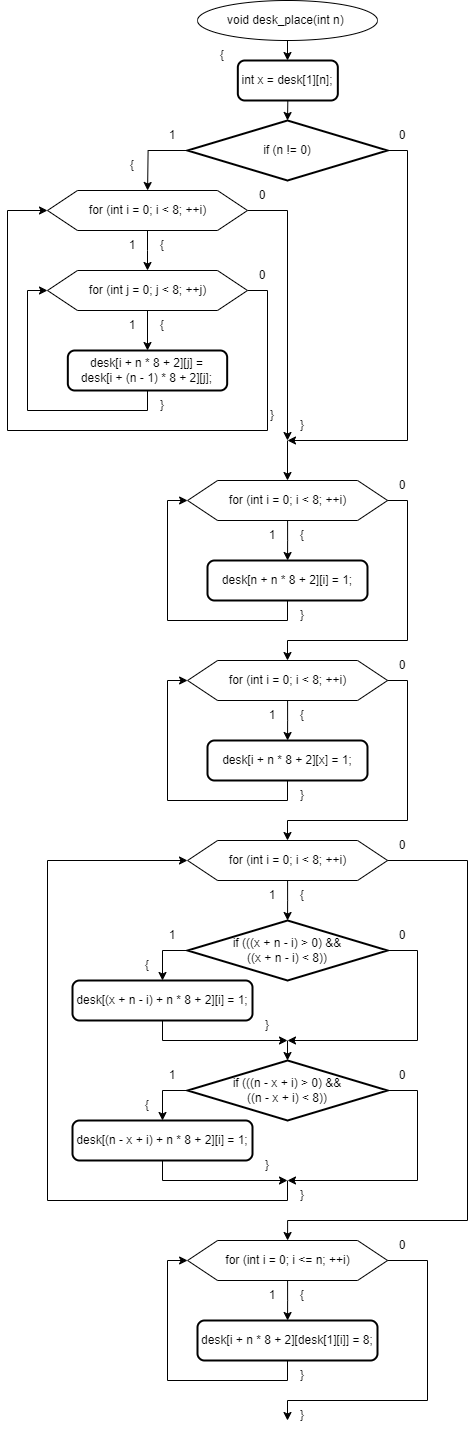 void desk_place(int n)
{
int x = desk[1][n];
1
0
if (n != 0)
{
0
for (int i = 0; i < 8; ++i)
1
{
0
for (int j = 0; j < 8; ++j)
1
{
desk[i + n * 8 + 2][j] =
desk[i + (n - 1) * 8 + 2][j];
}
}
}
0
for (int i = 0; i < 8; ++i)
1
{
desk[n + n * 8 + 2][i] = 1;
}
0
for (int i = 0; i < 8; ++i)
1
{
desk[i + n * 8 + 2][x] = 1;
}
0
for (int i = 0; i < 8; ++i)
1
{
1
0
if (((x + n - i) > 0) &&
((x + n - i) < 8))
{
desk[(x + n - i) + n * 8 + 2][i] = 1;
}
1
0
if (((n - x + i) > 0) &&
((n - x + i) < 8))
{
desk[(n - x + i) + n * 8 + 2][i] = 1;
}
}
0
for (int i = 0; i <= n; ++i)
1
{
desk[i + n * 8 + 2][desk[1][i]] = 8;
}
}